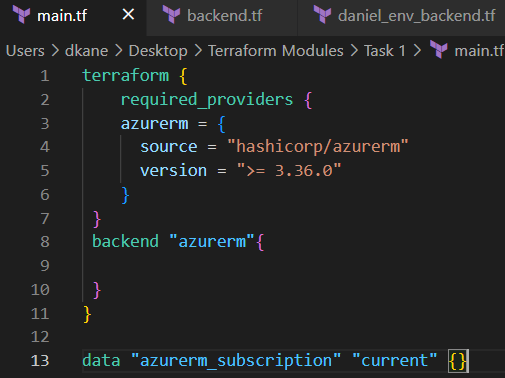 main.tf backend.tf daniel_env_backend.tf
Users > dkane > Desktop > Terraform Modules > Task 1 > main.tf
1 terraform {
2 required_providers {
3 azurerm = {
4 source = "hashicorp/azurerm"
5 version = ">= 3.36.0"
6 }
7 }
8 backend "azurerm"{
9
10 }
11 }
12
13 data "azurerm_subscription" "current" {}